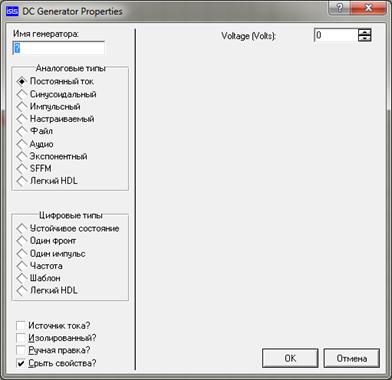 isis DC Generator Properties
Имя генератора:
?
Аналоговые типы
Постоянный ток
Синусоидальный
Импульсный
Настраиваемый
Файл
Аудио
Экспонентный
SFFM
Легкий HDL
Цифровые типы
Устойчивое состояние
Один фронт
Один импульс
Частота
Шаблон
Легкий HDL
Источник тока?
Изолированный?
Ручная правка?
Срыть свойства?
Voltage (Volts):
0
OK
Отмена